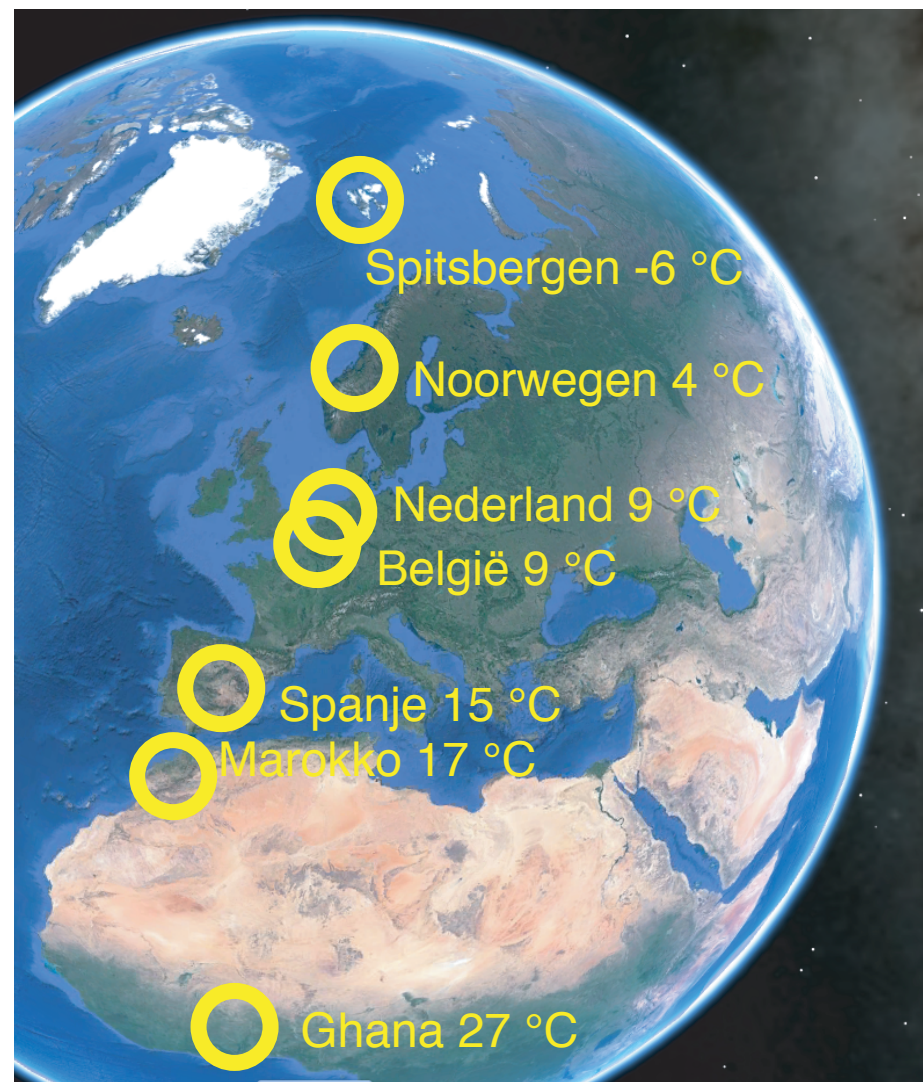 Spitsbergen -6 °C
Noorwegen 4 °C
Nederland 9 °C
België 9 °C
Spanje 15 °C
Marokko 17 °C
Ghana 27 °C